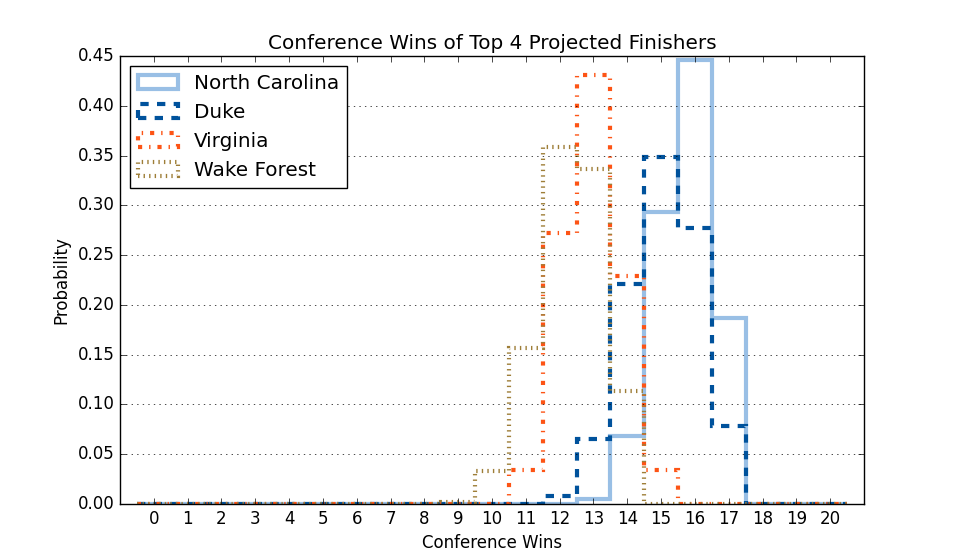 Conference Wins of Top 4 Projected Finishers
0.45
0.40
0.35
0.30
0.25
0.20
0.15
0.10
0.05
0.00
Probability
North Carolina
Duke
Virginia
Wake Forest
0 1 2 3 4 5 6 7 8 9 10 11 12 13 14 15 16 17 18 19 20
Conference Wins